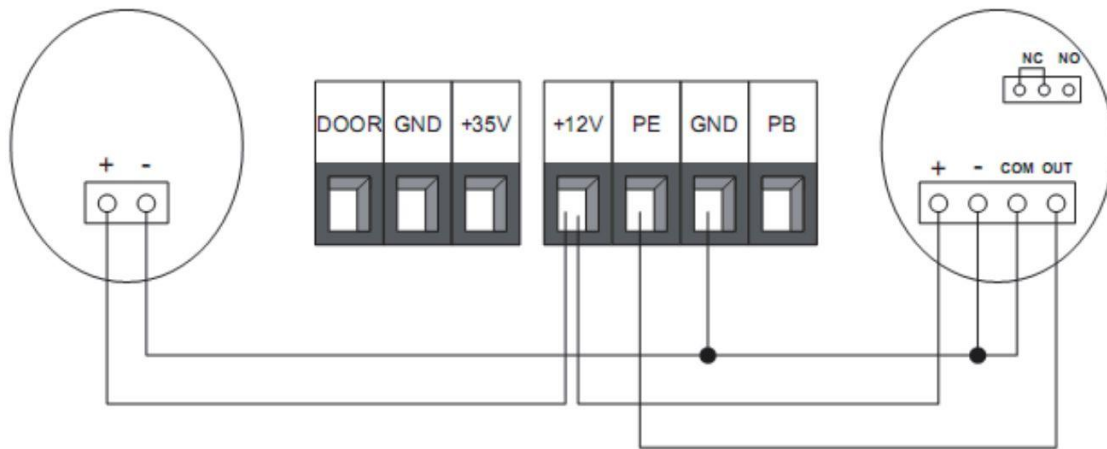 NC NO
DOOR GND +35V +12V PE GND PB
+ - + - COM OUT